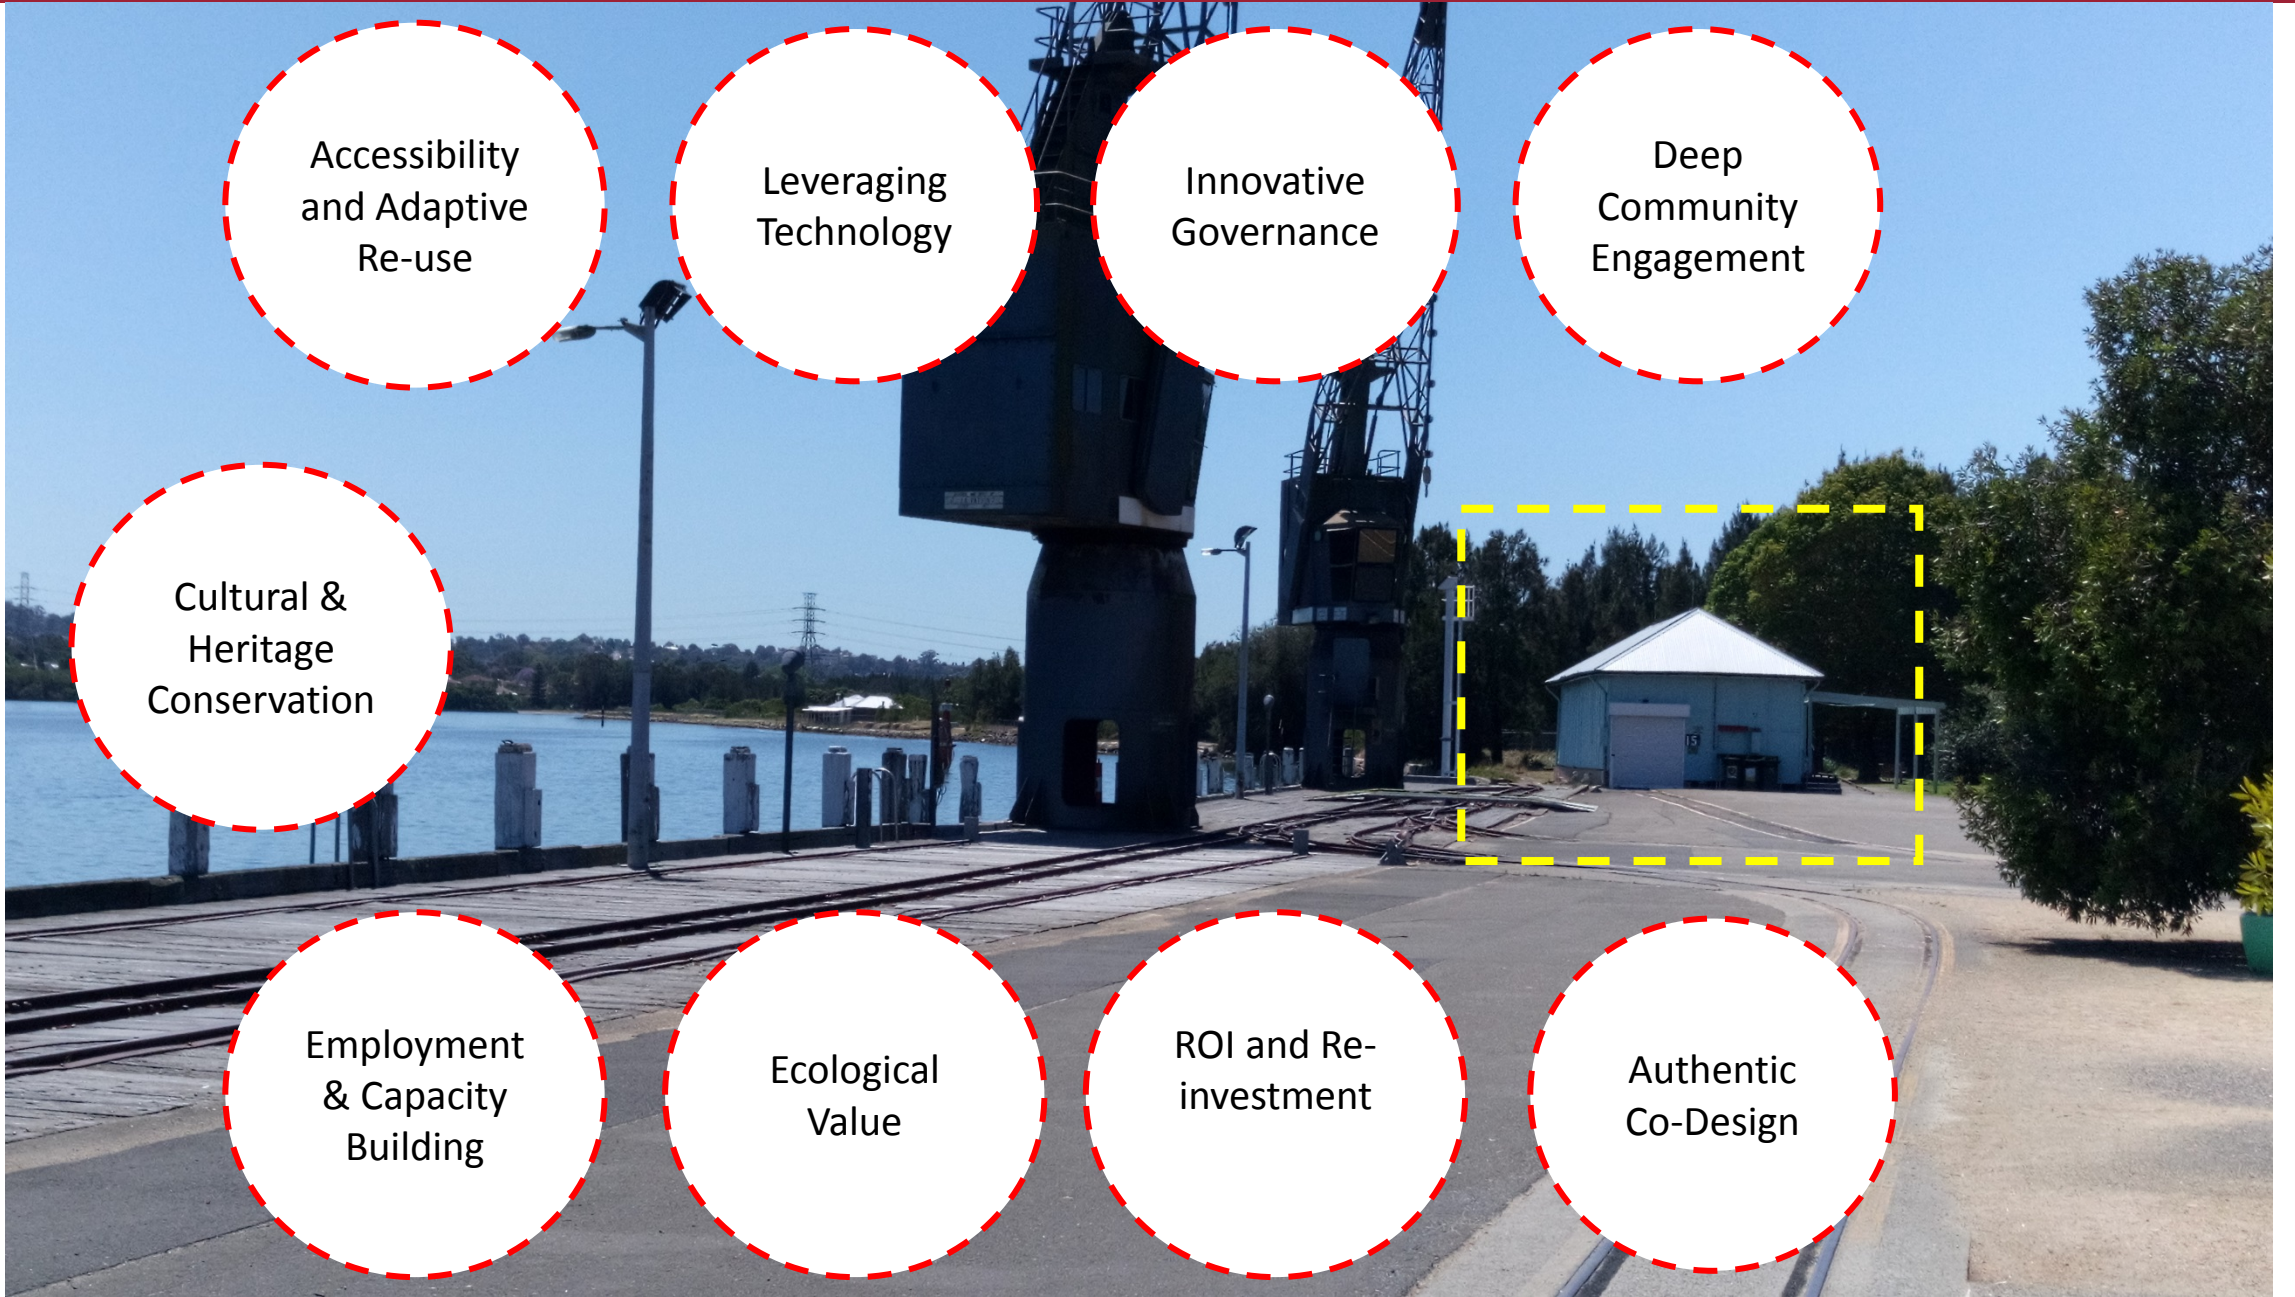 Accessibility
and Adaptive
Re-use
Leveraging
Technology
Innovative
Governance
Deep
Community
Engagement
Cultural &
Heritage
Conservation
15
Employment
& Capacity
Building
Ecological
Value
ROI and Re-
investment
Authentic
Co-Design